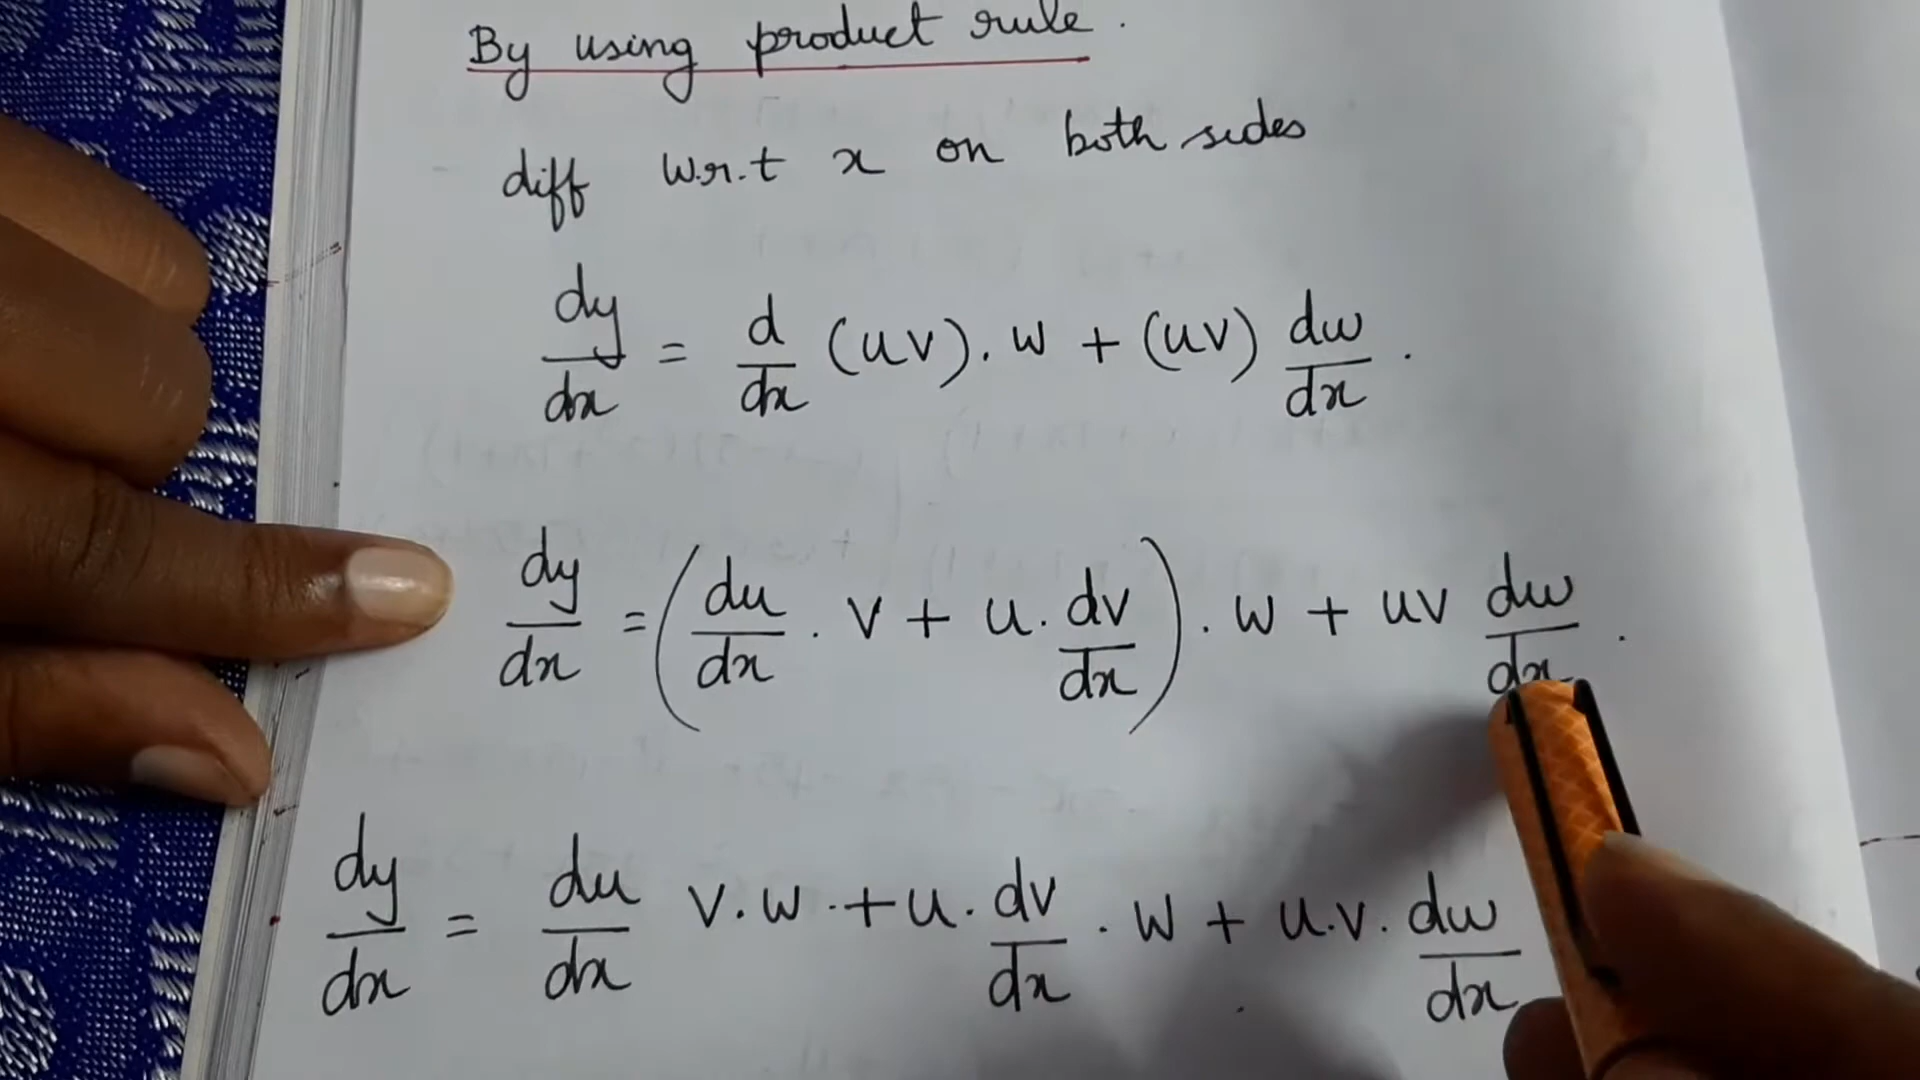 By using product rule.
diff w.r.t x on both sides
dy/dx = d/dx (uv). w + (uv) dw/dx.
dy/dx = (du/dx . v + u. dv/dx) . w + uv dw/dx.
dy/dx = du/dx v.w .+ u. dv/dx . w + u.v. dw/dx